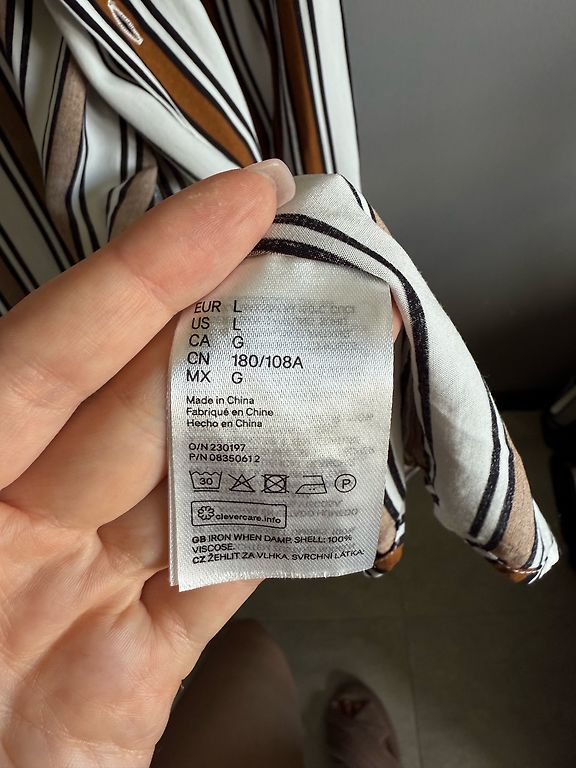 EUR L
US L
CA G
CN 180/108A
MX G
Made in China
Fabriqué en Chine
Hecho en China
O/N 230197
P/N 08350612
30
P
clevercare.info
GB IRON WHEN DAMP. SHELL: 100%
VISCOSE.
CZ ŽEHLIT ZA VLHKA. SVRCHNÍ LÁTKA: